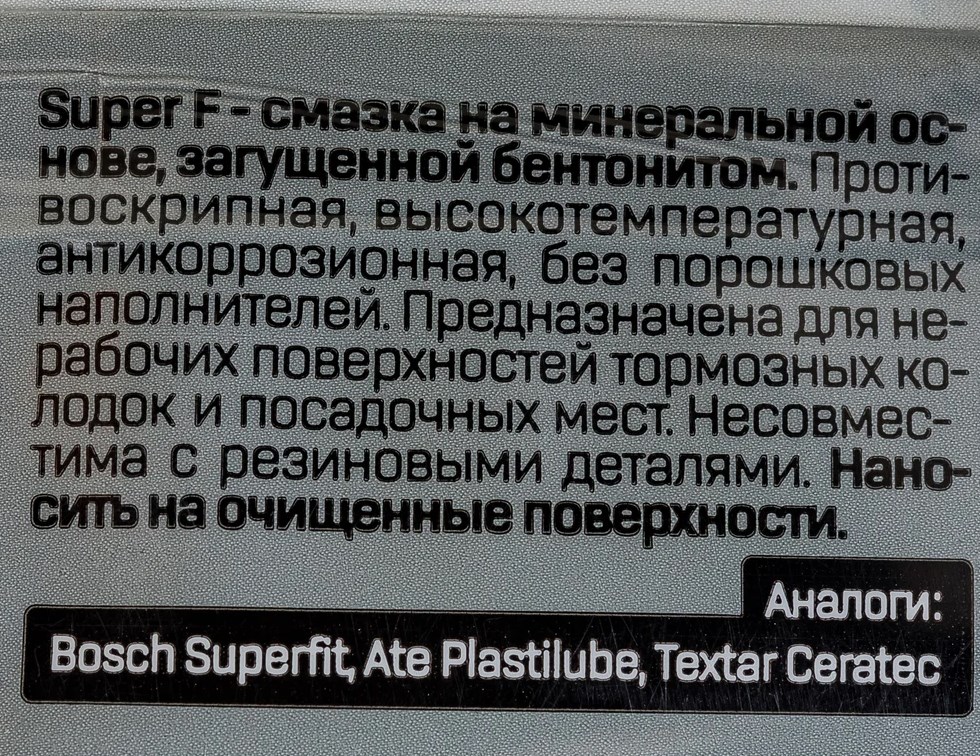 Super F - смазка на минеральной ос-
нове, загущенной бентонитом. Проти-
воскрипная, высокотемпературная,
антикоррозионная, без порошковых
наполнителей. Предназначена для не-
рабочих поверхностей тормозных ко-
лодок и посадочных мест. Несовмес-
тима с резиновыми деталями. Нано-
сить на очищенные поверхности.
Аналоги:
Bosch Superfit, Ate Plastilube, Textar Ceratec